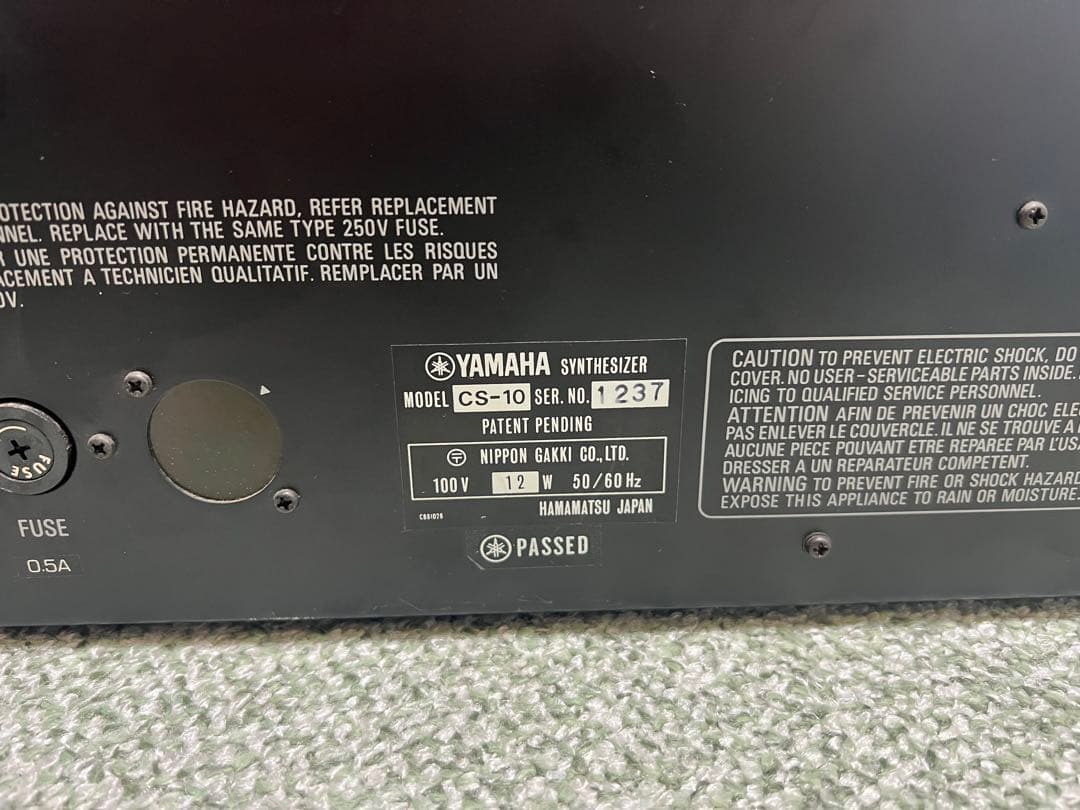 OTECTION AGAINST FIRE HAZARD, REFER REPLACEMENT
NNEL. REPLACE WITH THE SAME TYPE 250V FUSE.
R UNE PROTECTION PERMANENTE CONTRE LES RISQUES
ACEMENT A TECHNICIEN QUALITATIF. REMPLACER PAR UN
0V.
FUSE
FUSE
0.5A
YAMAHA SYNTHESIZER
MODEL CS-10 SER. NO. 1237
PATENT PENDING
NIPPON GAKKI CO., LTD.
100 V 12 W 50/60 Hz
HAMAMATSU JAPAN
PASSED
CAUTION TO PREVENT ELECTRIC SHOCK, DO
COVER. NO USER-SERVICEABLE PARTS INSIDE.
ICING TO QUALIFIED SERVICE PERSONNEL.
ATTENTION AFIN DE PREVENIR UN CHOC ELE
PAS ENLEVER LE COUVERCLE. IL NE SE TROUVE A
AUCUNE PIECE POUVANT ETRE REPAREE PAR L'US
DRESSER A UN REPARATEUR COMPETENT.
WARNING TO PREVENT FIRE OR SHOCK HAZARD
EXPOSE THIS APPLIANCE TO RAIN OR MOISTURE.